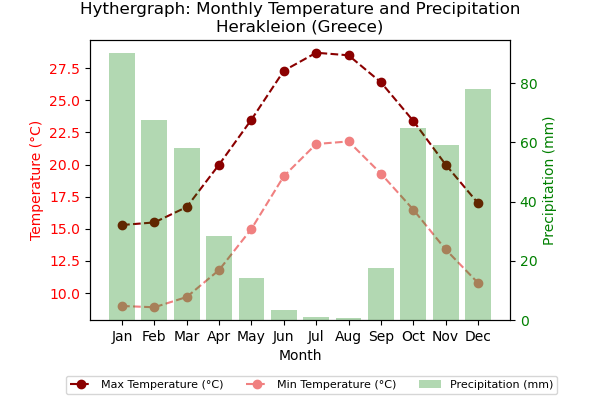 Hythergraph: Monthly Temperature and Precipitation
Herakleion (Greece)
Temperature (°C)
27.5
25.0
22.5
20.0
17.5
15.0
12.5
10.0
Precipitation (mm)
80
60
40
20
0
Jan Feb Mar Apr May Jun Jul Aug Sep Oct Nov Dec
Month
Max Temperature (°C) Min Temperature (°C) Precipitation (mm)